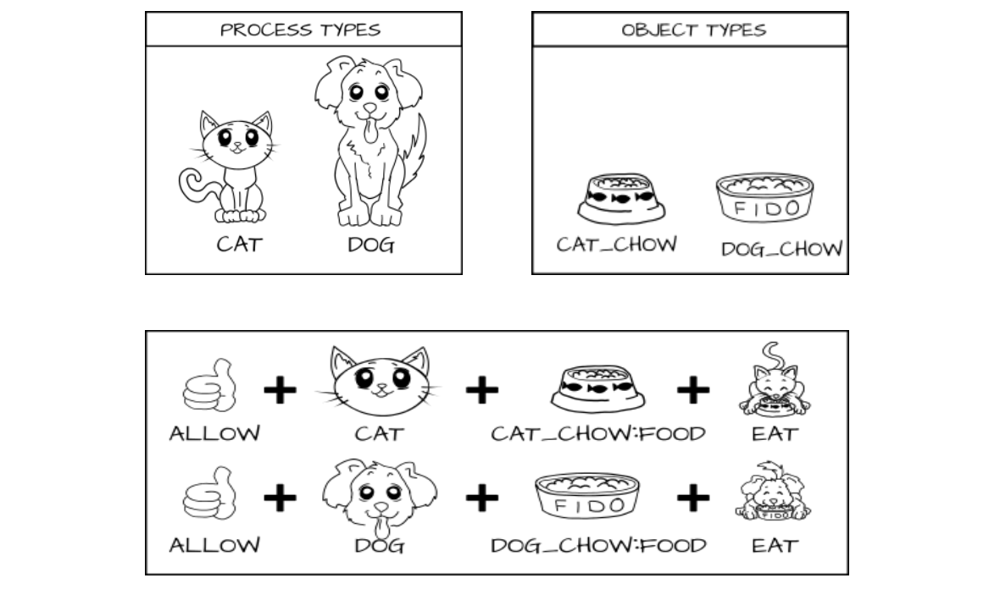 PROCESS TYPES
CAT
DOG
OBJECT TYPES
FIDO
CAT_CHOW
DOG_CHOW
ALLOW + CAT + CAT_CHOW:FOOD + EAT
FIDO
FIDO
ALLOW + DOG + DOG_CHOW:FOOD + EAT